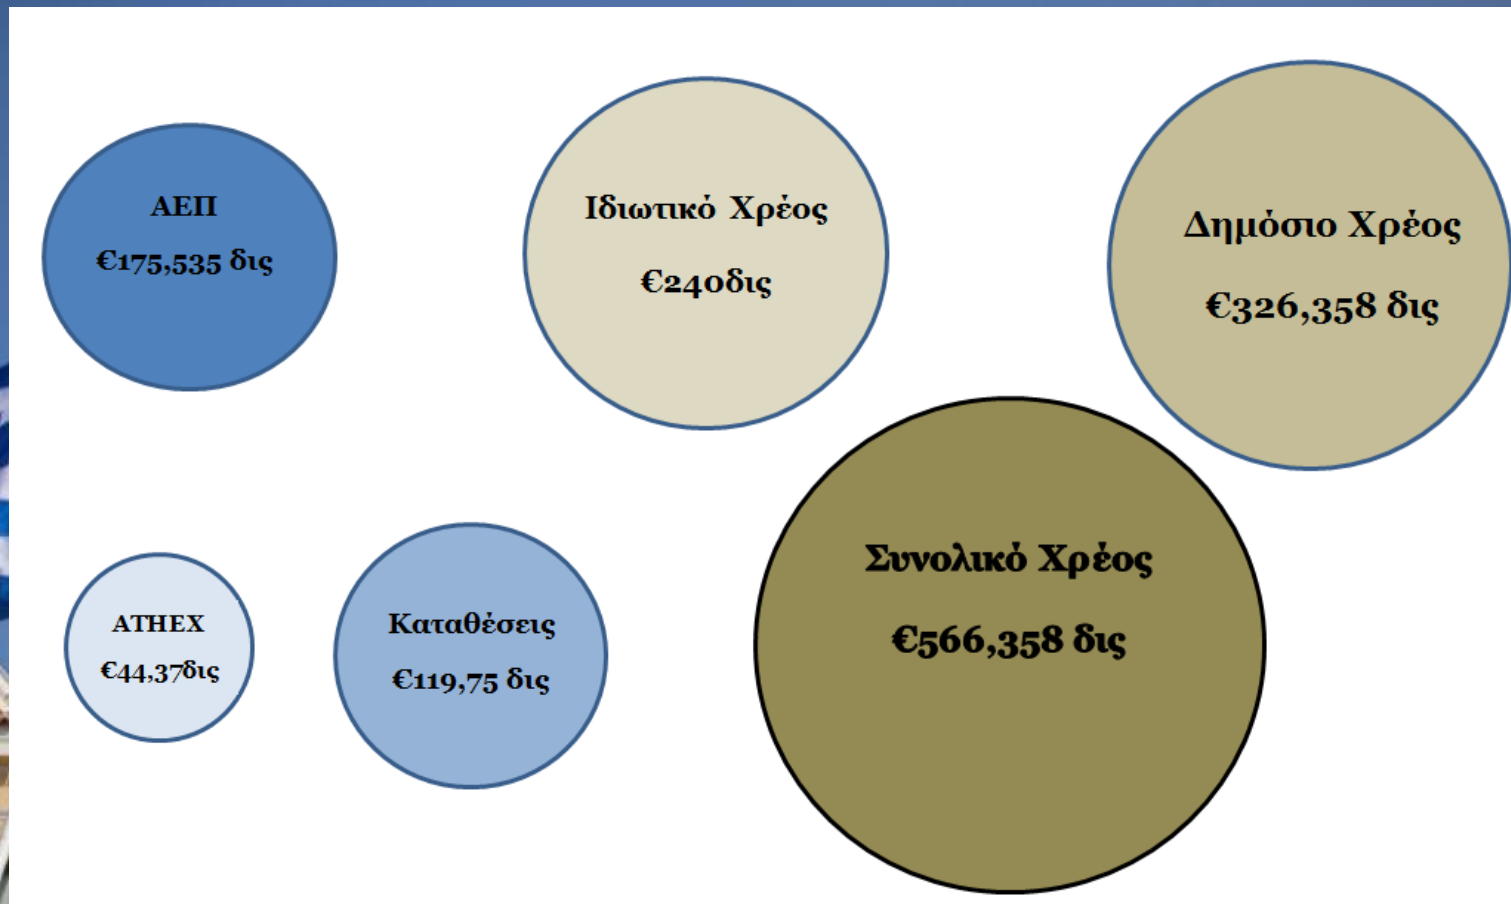 ΑΕΠ
€175,535 δις
Ιδιωτικό Χρέος
€240δις
Δημόσιο Χρέος
€326,358 δις
ATHEX
€44,37δις
Καταθέσεις
€119,75 δις
Συνολικό Χρέος
€566,358 δις